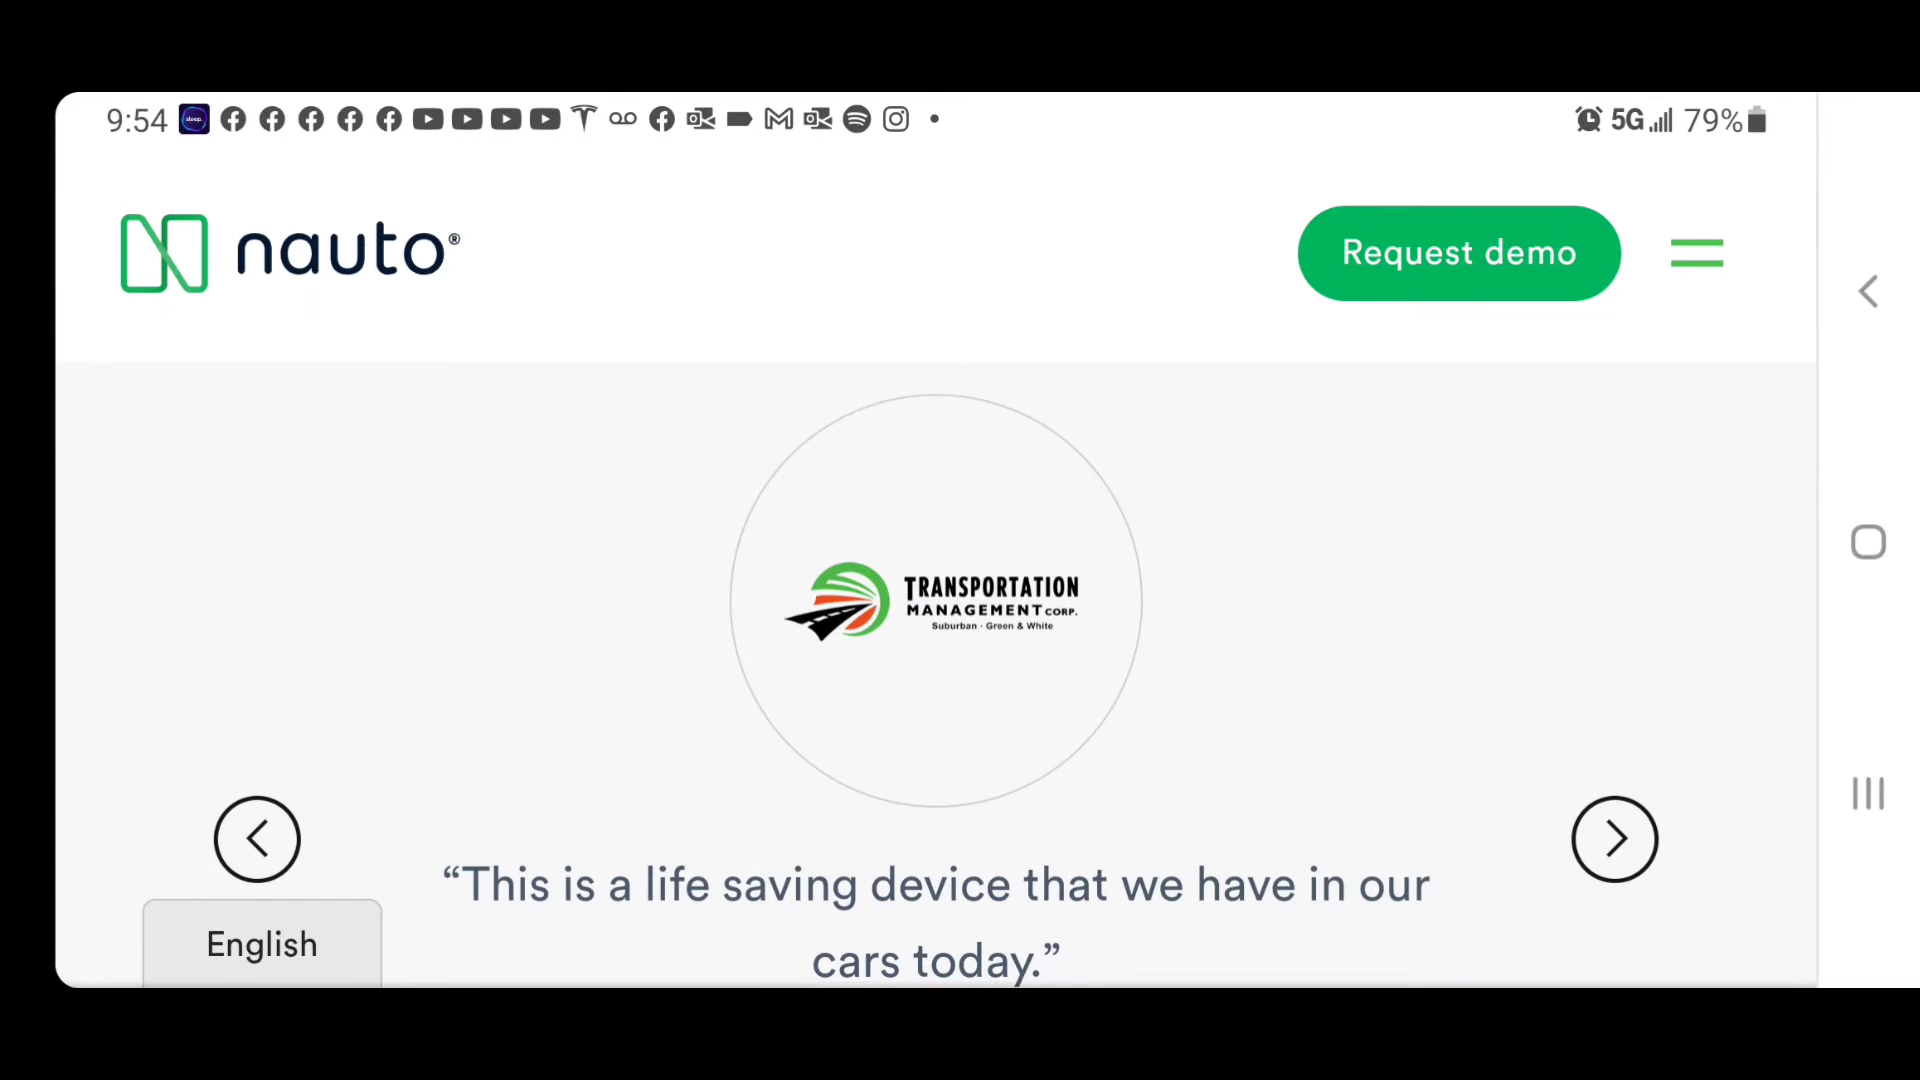 9:54
5G 79%
nauto®
Request demo
TRANSPORTATION
MANAGEMENT CORP.
Suburban · Green & White
“This is a life saving device that we have in our
cars today.”
English